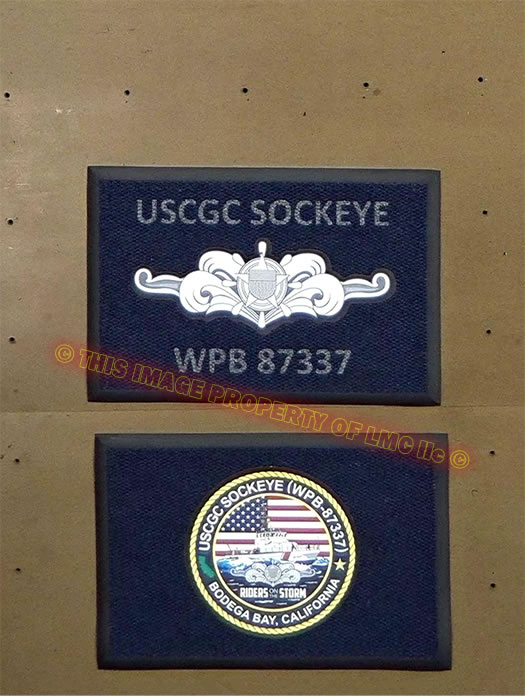 USCGC SOCKEYE
WPB 87337
© THIS IMAGE PROPERTY OF LMC llc ©
USCGC SOCKEYE (WPB-87337)
RIDERS ON THE STORM
BODEGA BAY, CALIFORNIA